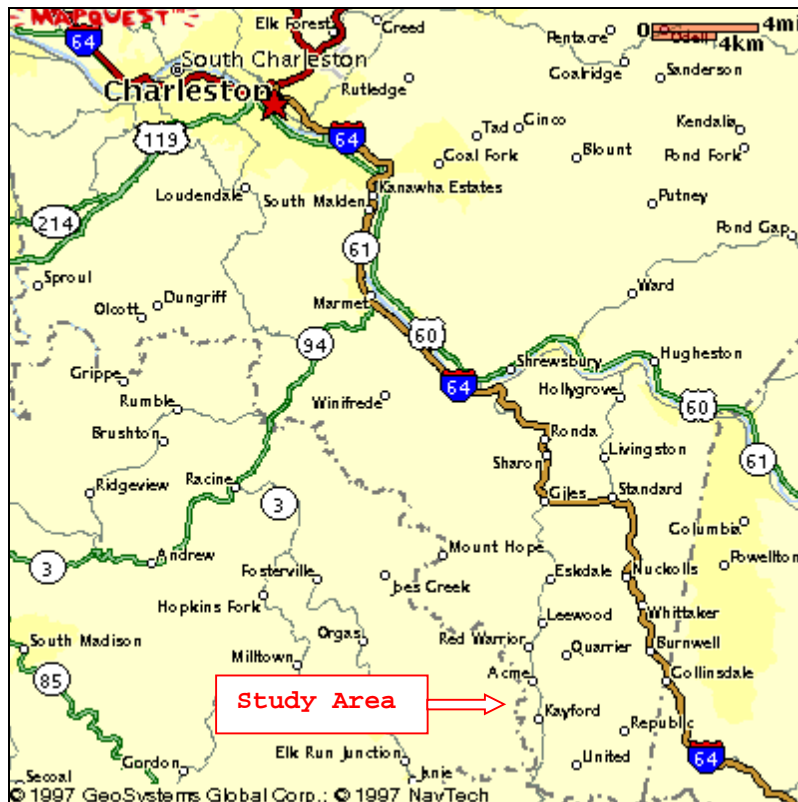 MAPQUEST™
64
Elk Forest
Creed
Pentacre
Odell
0 4mi
4km
South Charleston
Coalridge
Sanderson
Charleston
Rutledge
119
64
Tad
Cinco
Kendalia
Coal Fork
Blount
Pond Fork
Loudendale
Kanawha Estates
South Malden
Putney
214
61
Pond Gap
Sproul
Dungriff
Olcott
Marmet
Ward
94
60
Shrewsbury
Hugheston
Grippe
64
Hollygrove
Rumble
Winifrede
60
Brushton
Ronda
Livingston
61
Sharon
Ridgeview
Racine
3
Giles
Standard
Columbia
3
Andrew
Mount Hope
Powellton
Fosterville
Joes Creek
Eskdale
Nuckolls
Hopkins Fork
Whittaker
Leewood
South Madison
Orgas
Red Warrior
Quarrier
Burnwell
Milltown
85
Acme
Collinsdale
Study Area
Kayford
Republic
Elk Run Junction
64
Gordon
United
Secoal
Janie
© 1997 GeoSystems Global Corp.; © 1997 NavTech